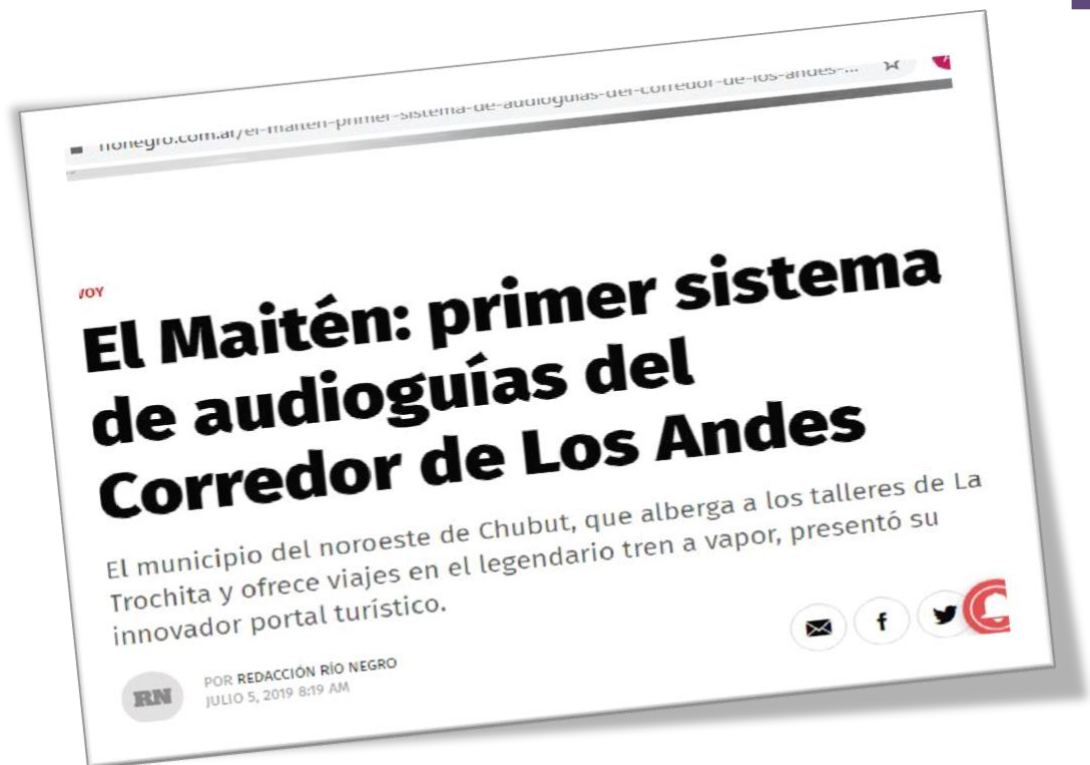 rionegro.com.ar/el-maiten-primer-sistema-de-audioguias-del-corredor-de-los-andes-...
VOY
El Maitén: primer sistema
de audioguías del
Corredor de Los Andes
El municipio del noroeste de Chubut, que alberga a los talleres de La
Trochita y ofrece viajes en el legendario tren a vapor, presentó su
innovador portal turístico.
f
RN
POR REDACCIÓN RÍO NEGRO
JULIO 5, 2019 8:19 AM